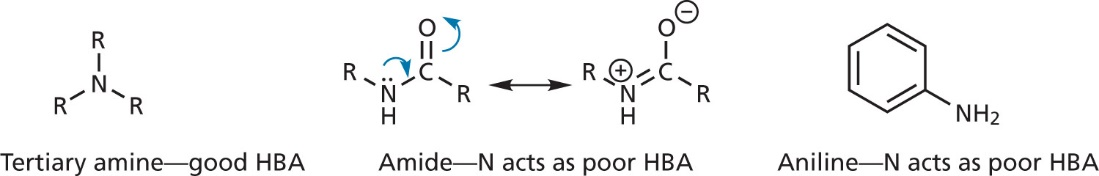 R
N
R
R
O
R
C
N
H
R
O
−
R
+
C
N
H
R
NH₂
Tertiary amine—good HBA
Amide—N acts as poor HBA
Aniline—N acts as poor HBA